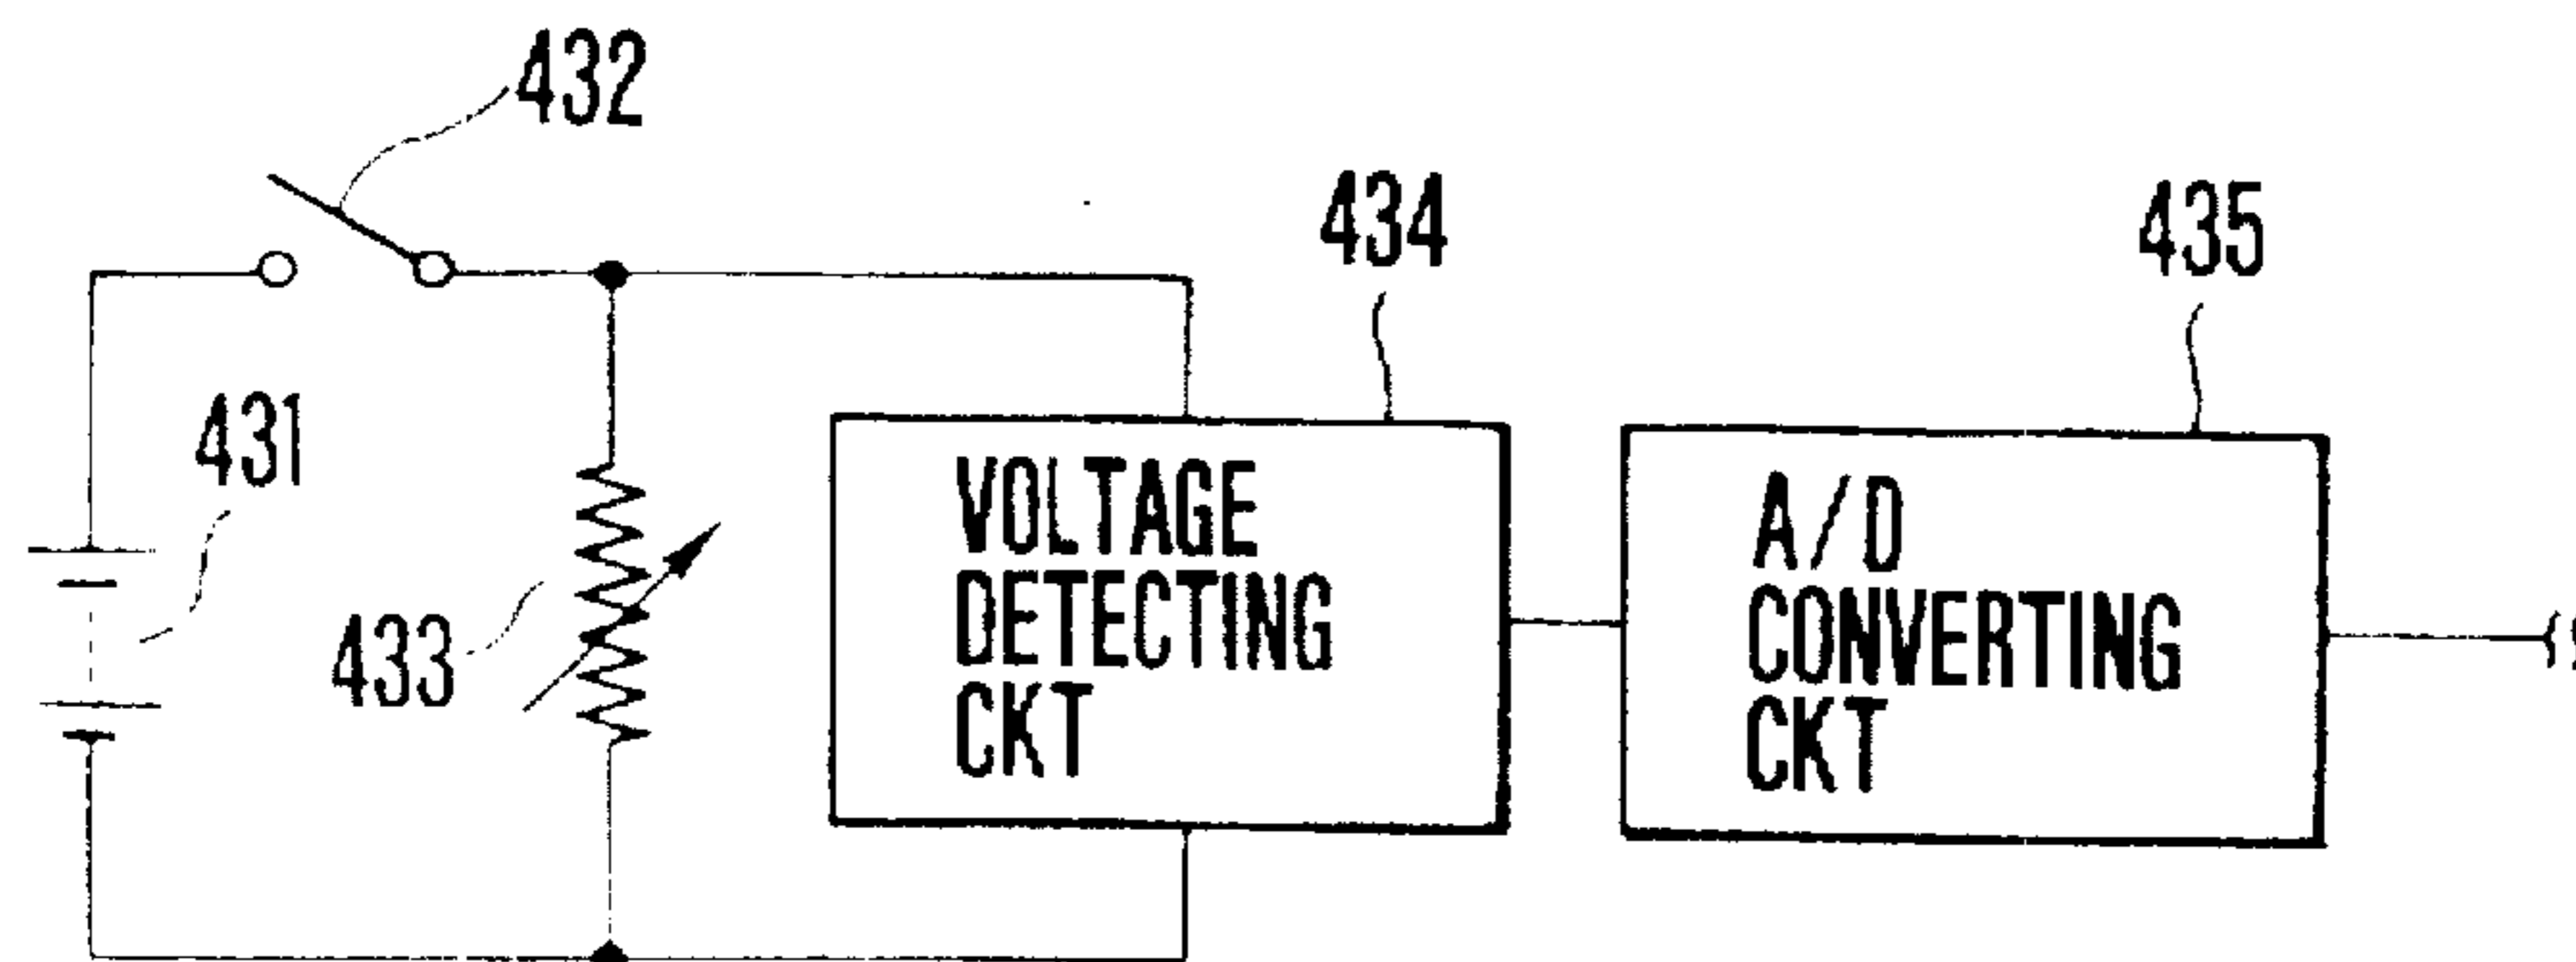 432
434
435
431
433
VOLTAGE
DETECTING
CKT
A/D
CONVERTING
CKT